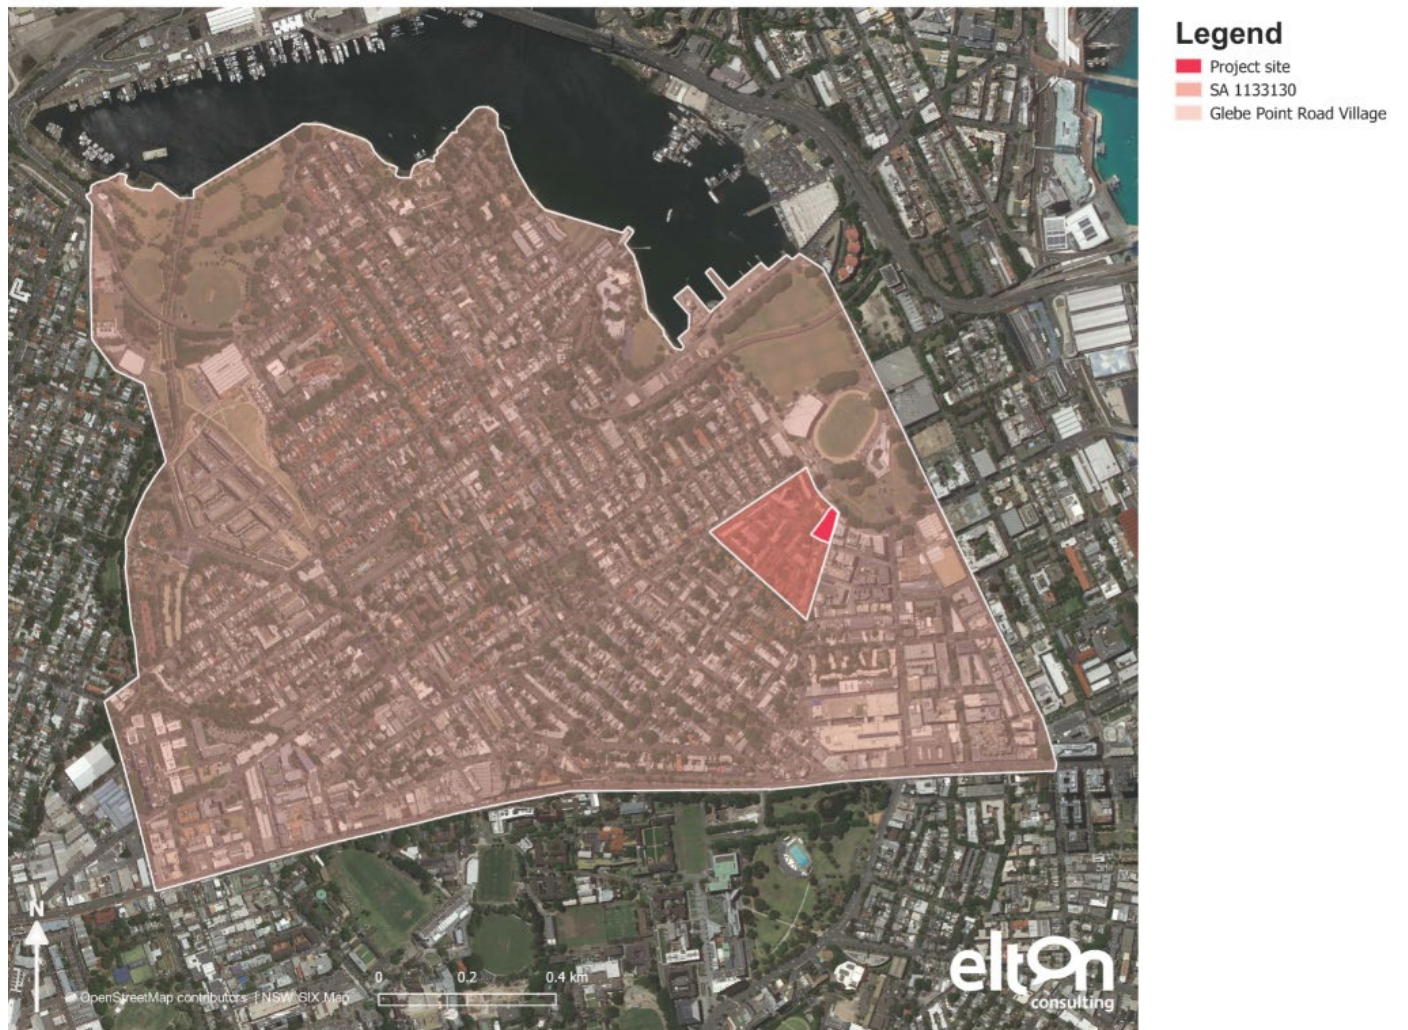 Legend
Project site
SA 1133130
Glebe Point Road Village
N
0 0.2 0.4 km
OpenStreetMap contributors | NSW SIX Map
elton
consulting